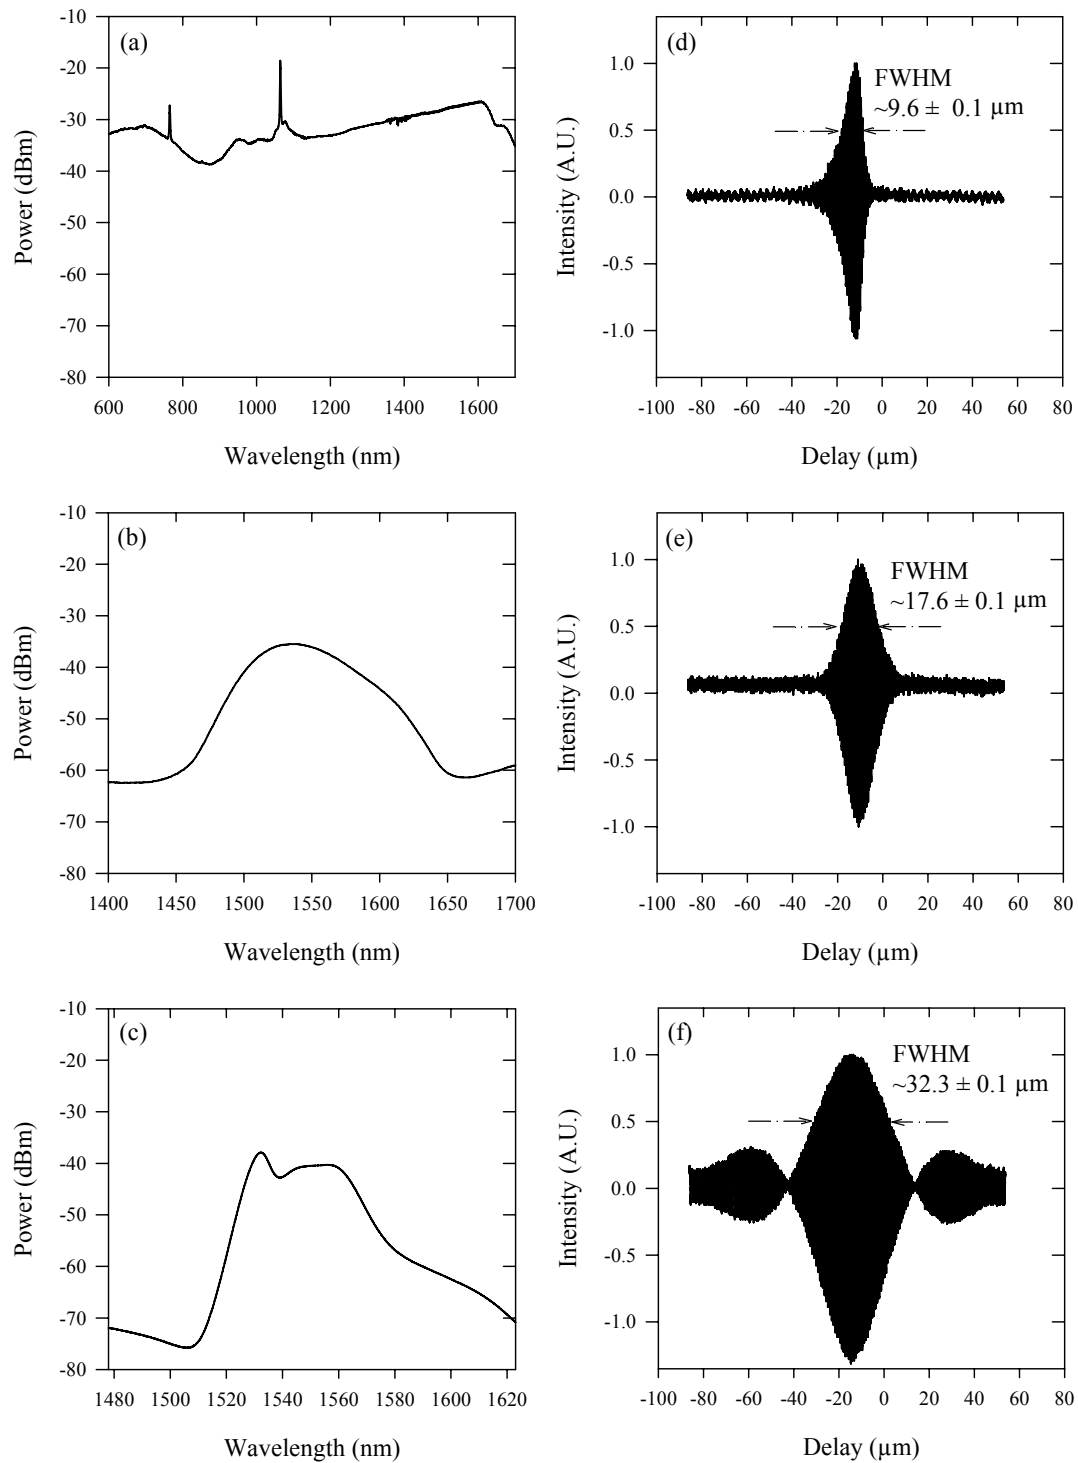 (a)
-10
-20
-30
-40
-50
-60
-70
-80
Power (dBm)
600 800 1000 1200 1400 1600
Wavelength (nm)
(d)
FWHM
~9.6 ± 0.1 µm
1.0
0.5
0.0
-0.5
-1.0
Intensity (A.U.)
-100 -80 -60 -40 -20 0 20 40 60 80
Delay (µm)
(b)
-10
-20
-30
-40
-50
-60
-70
-80
Power (dBm)
1400 1450 1500 1550 1600 1650 1700
Wavelength (nm)
(e)
FWHM
~17.6 ± 0.1 µm
1.0
0.5
0.0
-0.5
-1.0
Intensity (A.U.)
-100 -80 -60 -40 -20 0 20 40 60 80
Delay (µm)
(c)
-10
-20
-30
-40
-50
-60
-70
-80
Power (dBm)
1480 1500 1520 1540 1560 1580 1600 1620
Wavelength (nm)
(f)
FWHM
~32.3 ± 0.1 µm
1.0
0.5
0.0
-0.5
-1.0
Intensity (A.U.)
-100 -80 -60 -40 -20 0 20 40 60 80
Delay (µm)